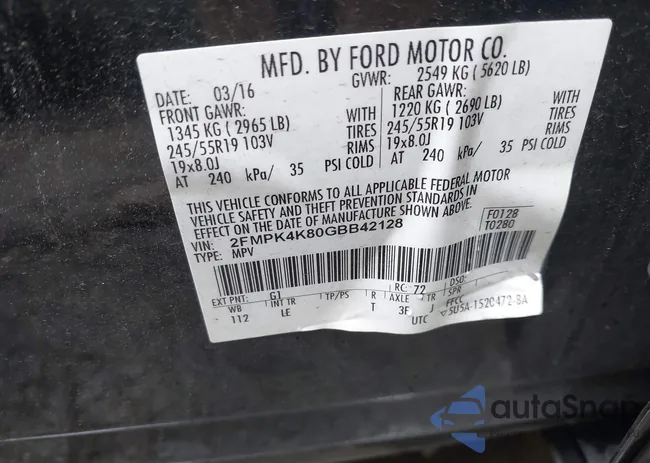 MFD. BY FORD MOTOR CO.
DATE: 03/16 GVWR: 2549 KG ( 5620 LB)
FRONT GAWR: REAR GAWR:
1345 KG ( 2965 LB) WITH 1220 KG ( 2690 LB) WITH
245/55R19 103V TIRES 245/55R19 103V TIRES
19x8.0J RIMS 19x8.0J RIMS
AT 240 kPa/ 35 PSI COLD AT 240 kPa/ 35 PSI COLD
THIS VEHICLE CONFORMS TO ALL APPLICABLE FEDERAL MOTOR
VEHICLE SAFETY AND THEFT PREVENTION STANDARDS IN
EFFECT ON THE DATE OF MANUFACTURE SHOWN ABOVE.
VIN: 2FMPK4K80GBB42128 F0128
TYPE: MPV T0280
EXT PNT: G1 RC: 72 DSO:
WB INT TR TP/PS R AXLE TR SPR
112 LE T 3F J FFCC
UTC 5U5A-1520472-BA
autoSnap